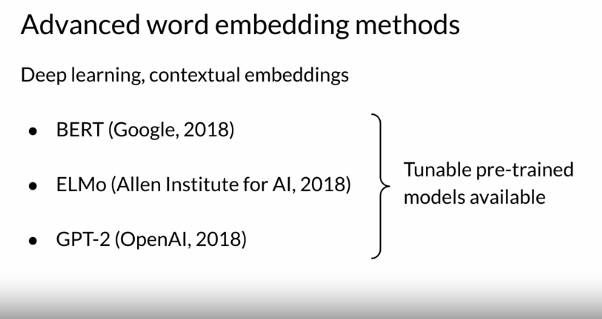 Advanced word embedding methods
Deep learning, contextual embeddings
● BERT (Google, 2018)
● ELMo (Allen Institute for AI, 2018)
● GPT-2 (OpenAI, 2018)
Tunable pre-trained
models available